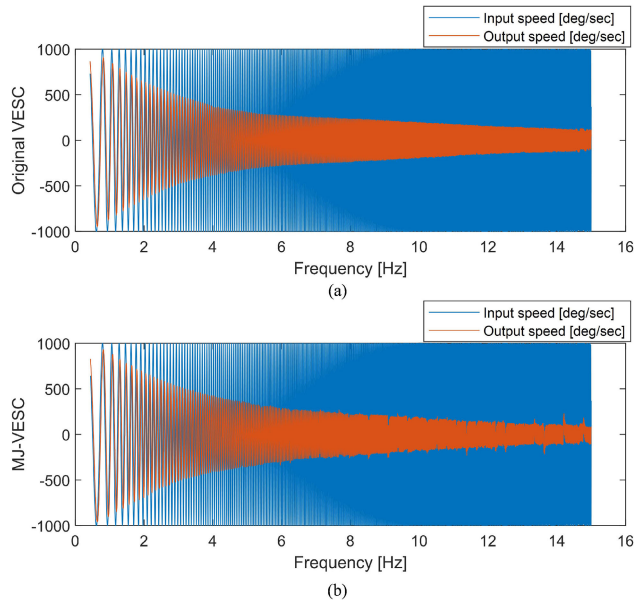 Input speed [deg/sec]
Output speed [deg/sec]
1000
500
0
-500
-1000
Original VESC
0 2 4 6 8 10 12 14 16
Frequency [Hz]
(a)
Input speed [deg/sec]
Output speed [deg/sec]
1000
500
0
-500
-1000
MJ-VESC
0 2 4 6 8 10 12 14 16
Frequency [Hz]
(b)